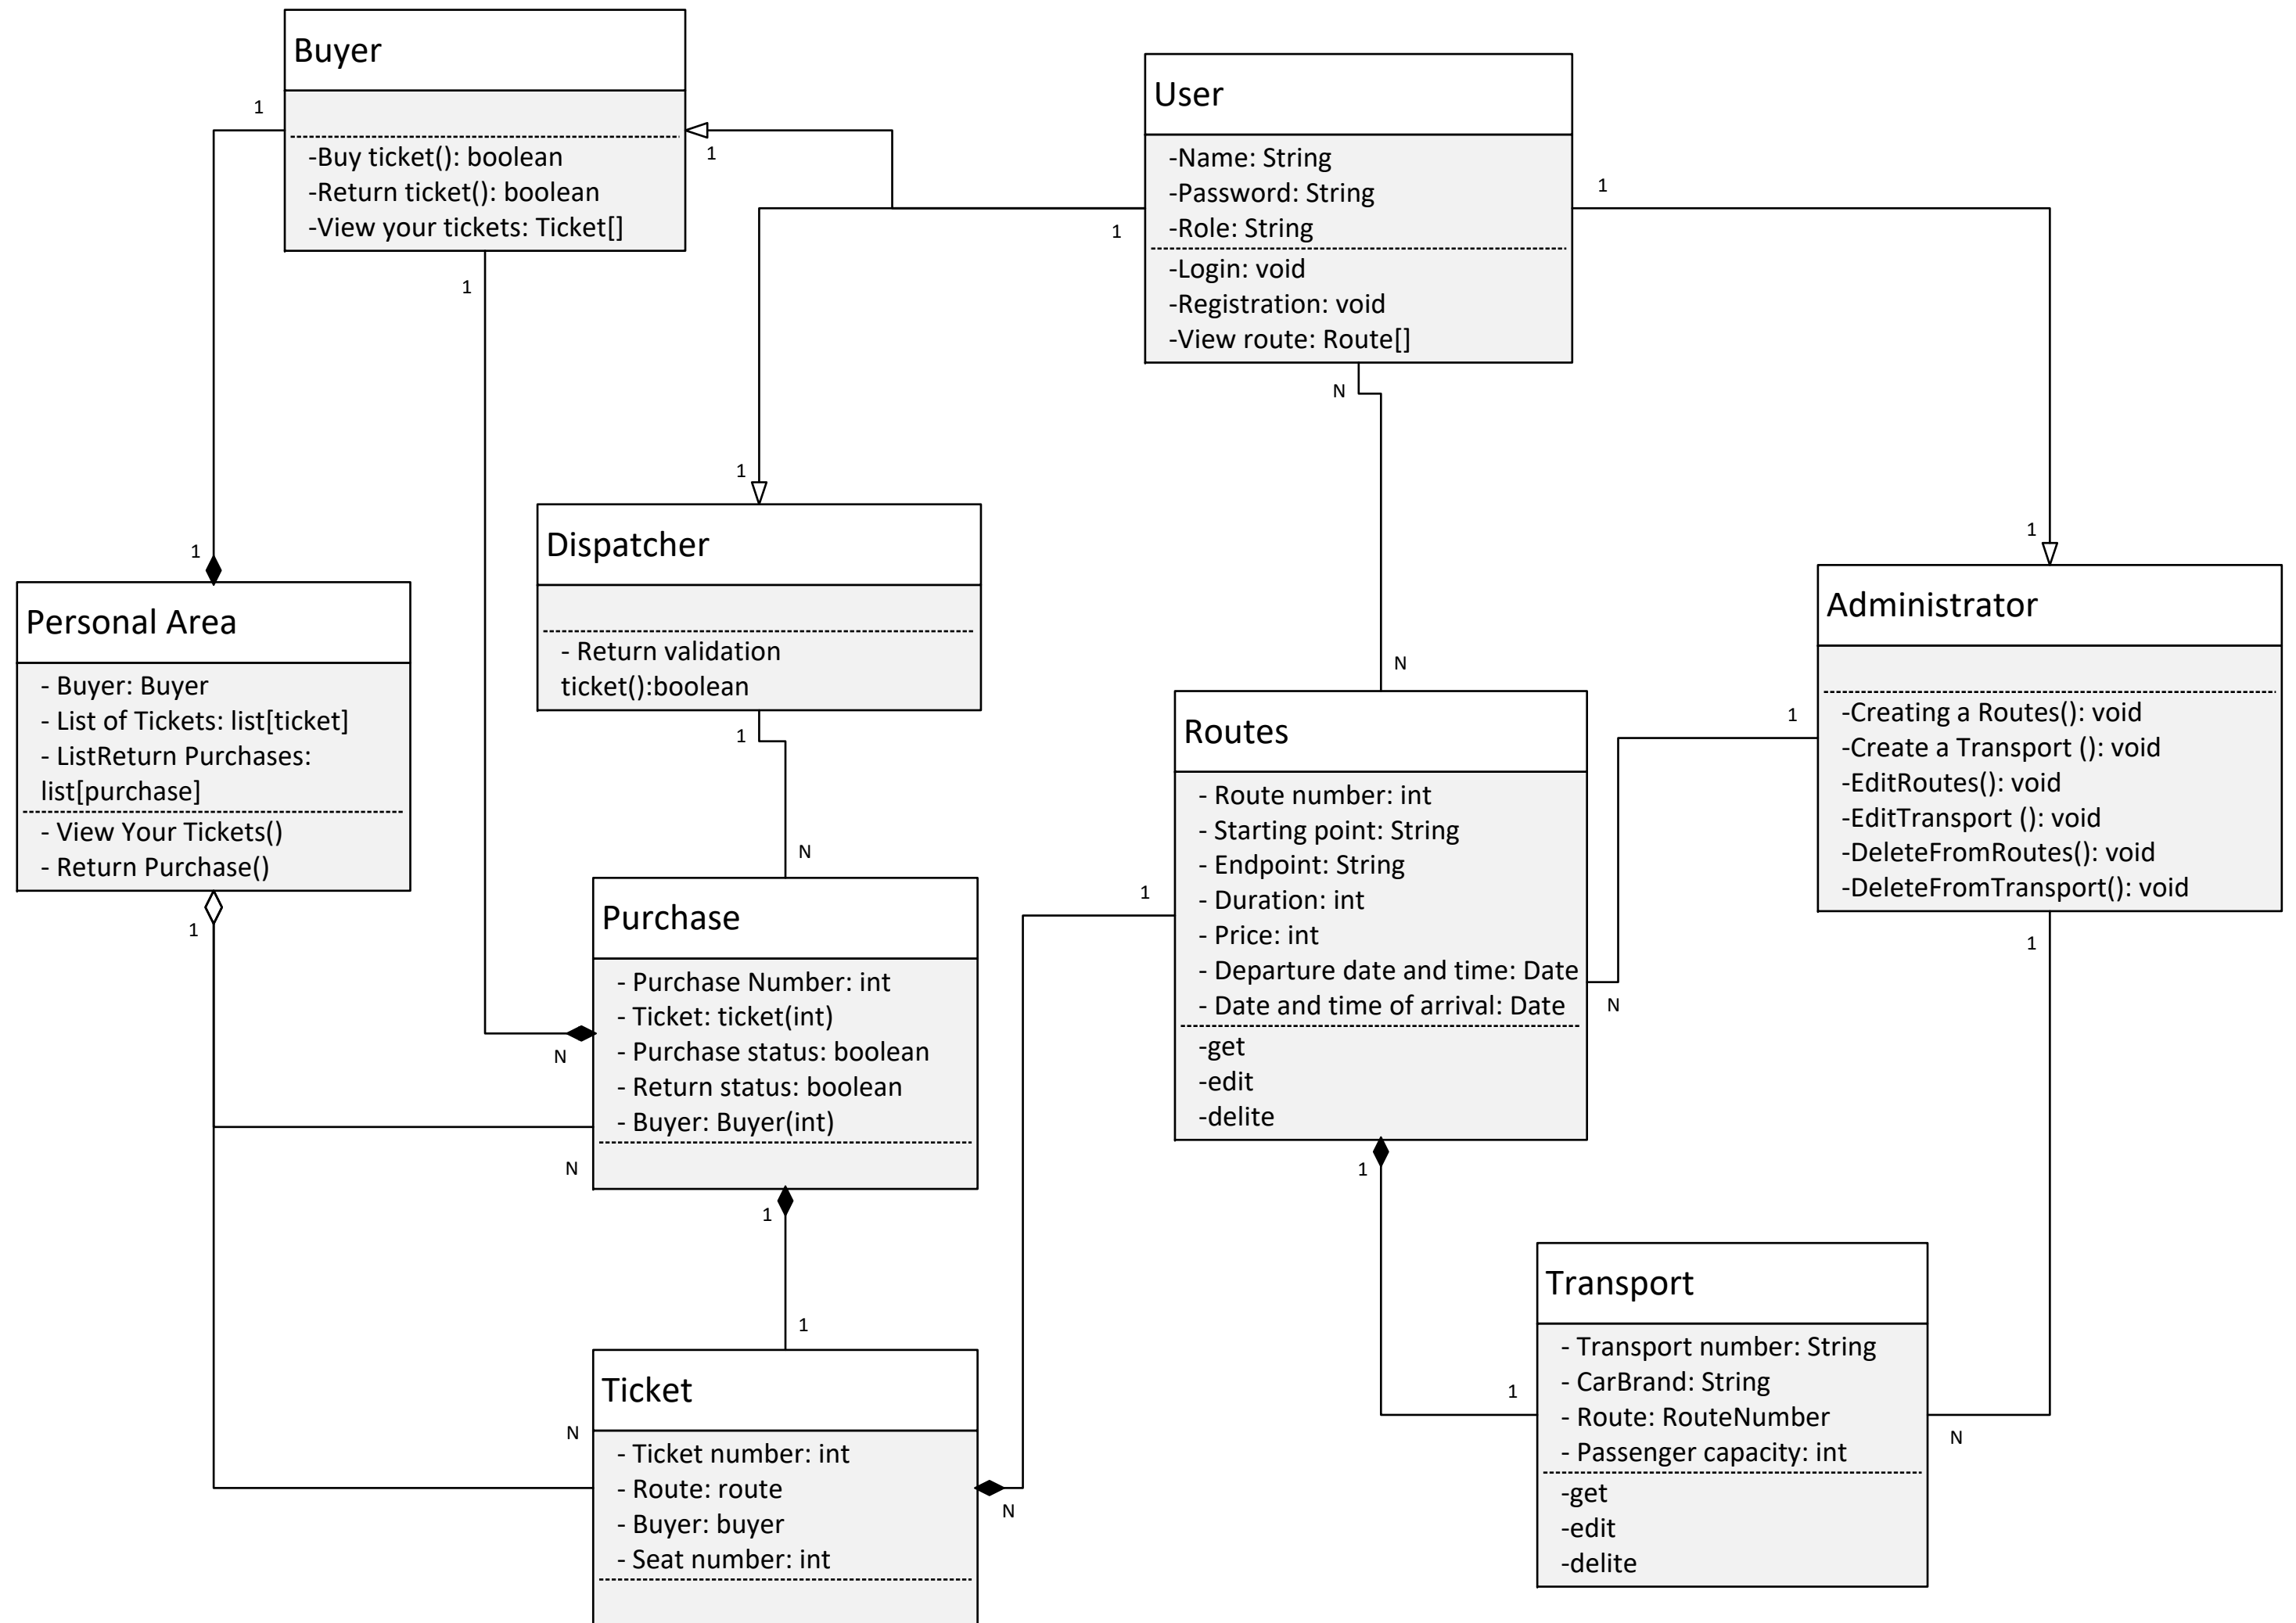 Buyer
-Buy ticket(): boolean
-Return ticket(): boolean
-View your tickets: Ticket[]
1
1
1
User
-Name: String
-Password: String
-Role: String
-Login: void
-Registration: void
-View route: Route[]
1
1
N
N
1
1
1
Dispatcher
- Return validation
ticket():boolean
1
N
Personal Area
- Buyer: Buyer
- List of Tickets: list[ticket]
- ListReturn Purchases:
list[purchase]
- View Your Tickets()
- Return Purchase()
1
Administrator
-Creating a Routes(): void
-Create a Transport (): void
-EditRoutes(): void
-EditTransport (): void
-DeleteFromRoutes(): void
-DeleteFromTransport(): void
1
1
Routes
- Route number: int
- Starting point: String
- Endpoint: String
- Duration: int
- Price: int
- Departure date and time: Date
- Date and time of arrival: Date
-get
-edit
-delite
1
N
1
Purchase
- Purchase Number: int
- Ticket: ticket(int)
- Purchase status: boolean
- Return status: boolean
- Buyer: Buyer(int)
N
N
1
1
Transport
- Transport number: String
- CarBrand: String
- Route: RouteNumber
- Passenger capacity: int
-get
-edit
-delite
1
N
Ticket
- Ticket number: int
- Route: route
- Buyer: buyer
- Seat number: int
N
N